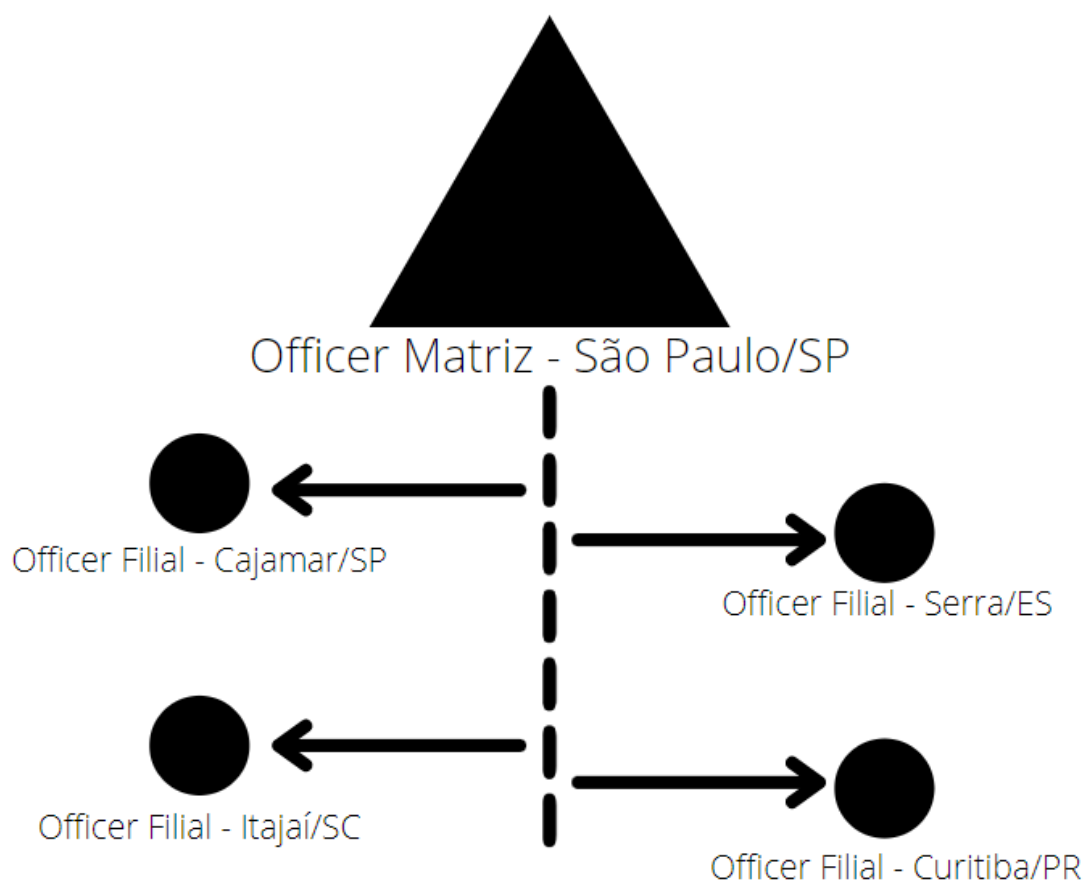 Officer Matriz - São Paulo/SP
Officer Filial - Cajamar/SP
Officer Filial - Serra/ES
Officer Filial - Itajaí/SC
Officer Filial - Curitiba/PR